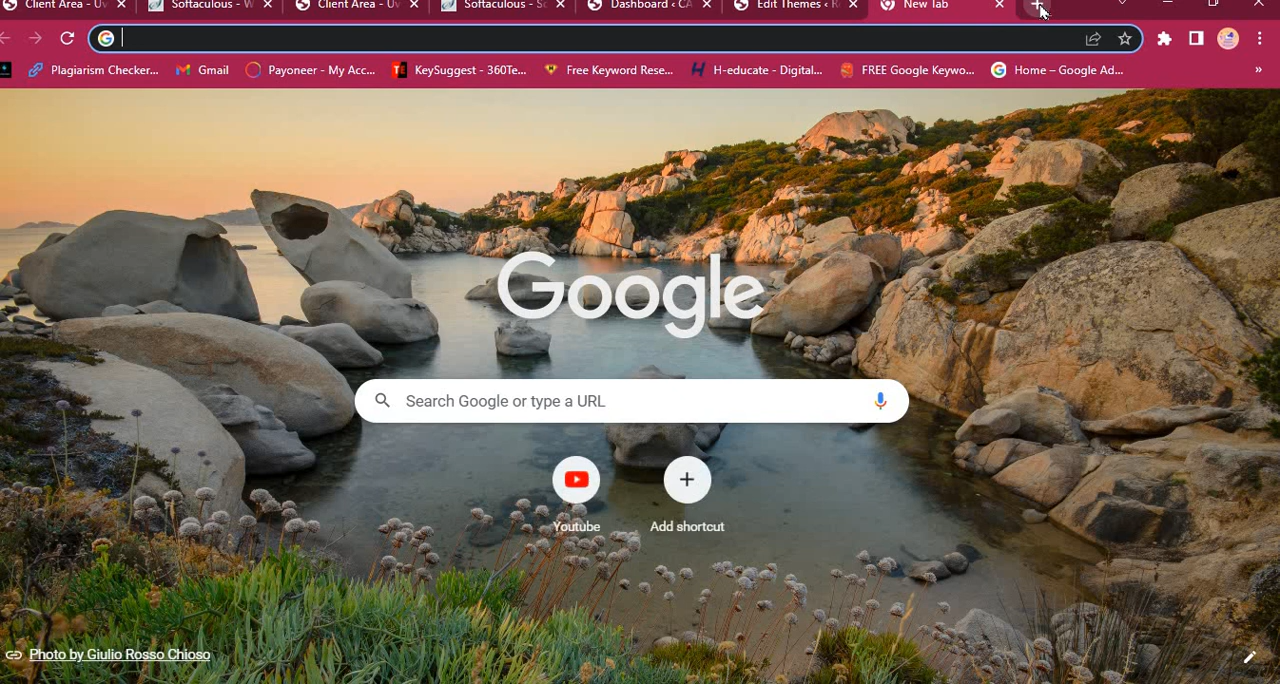 Client Area - Uv
Softaculous - W
Client Area - Uv
Softaculous - So
Dashboard ‹ CA
Edit Themes ‹ R
New Tab
Plagiarism Checker...
Gmail
Payoneer - My Acc...
KeySuggest - 360Te...
Free Keyword Rese...
H-educate - Digital...
FREE Google Keywo...
Home – Google Ad...
»
Google
Search Google or type a URL
Youtube
Add shortcut
Photo by Giulio Rosso Chioso